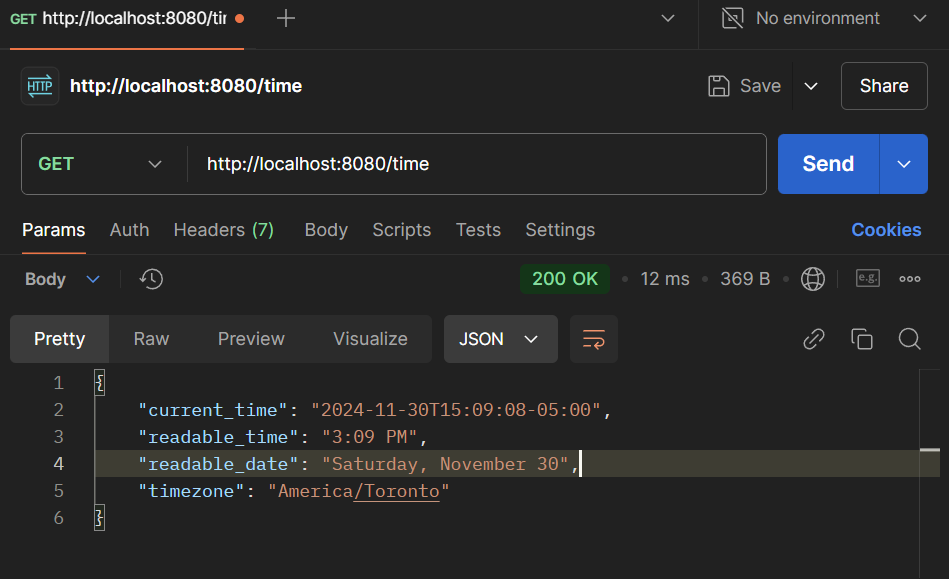 GET http://localhost:8080/tir
No environment
HTTP http://localhost:8080/time
Save
Share
GET http://localhost:8080/time
Send
Params Auth Headers (7) Body Scripts Tests Settings Cookies
Body 200 OK 12 ms 369 B e.g.
Pretty Raw Preview Visualize JSON
1 {
2 "current_time": "2024-11-30T15:09:08-05:00",
3 "readable_time": "3:09 PM",
4 "readable_date": "Saturday, November 30",
5 "timezone": "America/Toronto"
6 }